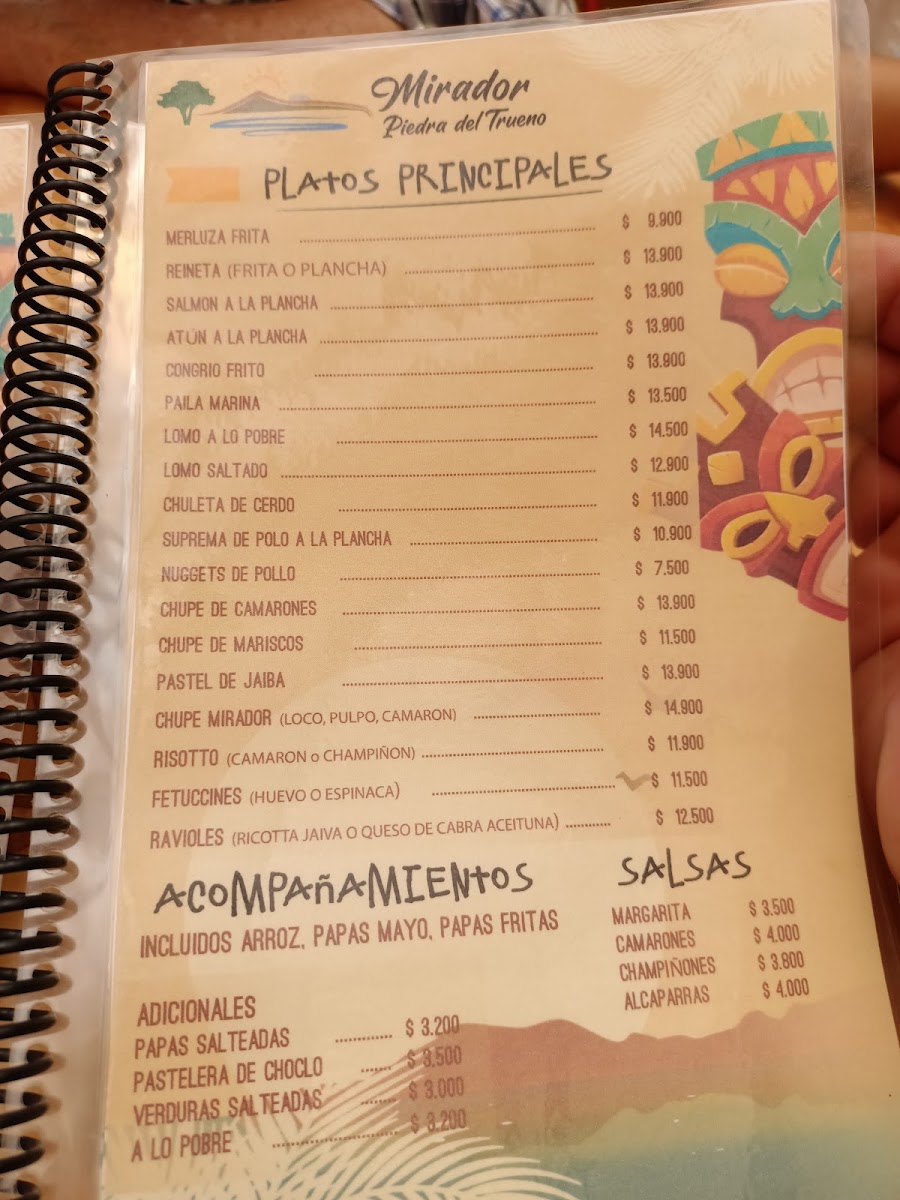 Mirador
Piedra del Trueno
PLATOS PRINCIPALES
MERLUZA FRITA $ 9.900
REINETA (FRITA O PLANCHA) $ 13.900
SALMON A LA PLANCHA $ 13.900
ATÚN A LA PLANCHA $ 13.900
CONGRIO FRITO $ 13.900
PAILA MARINA $ 13.500
LOMO A LO POBRE $ 14.500
LOMO SALTADO $ 12.900
CHULETA DE CERDO $ 11.900
SUPREMA DE POLO A LA PLANCHA $ 10.900
NUGGETS DE POLLO $ 7.500
CHUPE DE CAMARONES $ 13.900
CHUPE DE MARISCOS $ 11.500
PASTEL DE JAIBA $ 13.900
CHUPE MIRADOR (LOCO, PULPO, CAMARON) $ 14.900
RISOTTO (CAMARON o CHAMPIÑON) $ 11.900
FETUCCINES (HUEVO O ESPINACA) $ 11.500
RAVIOLES (RICOTTA JAIVA O QUESO DE CABRA ACEITUNA) $ 12.500
ACOMPAÑAMIENTOS
INCLUIDOS ARROZ, PAPAS MAYO, PAPAS FRITAS
SALSAS
MARGARITA $ 3.500
CAMARONES $ 4.000
CHAMPIÑONES $ 3.800
ALCAPARRAS $ 4.000
ADICIONALES
PAPAS SALTEADAS $ 3.200
PASTELERA DE CHOCLO $ 3.500
VERDURAS SALTEADAS $ 3.000
A LO POBRE $ 3.200